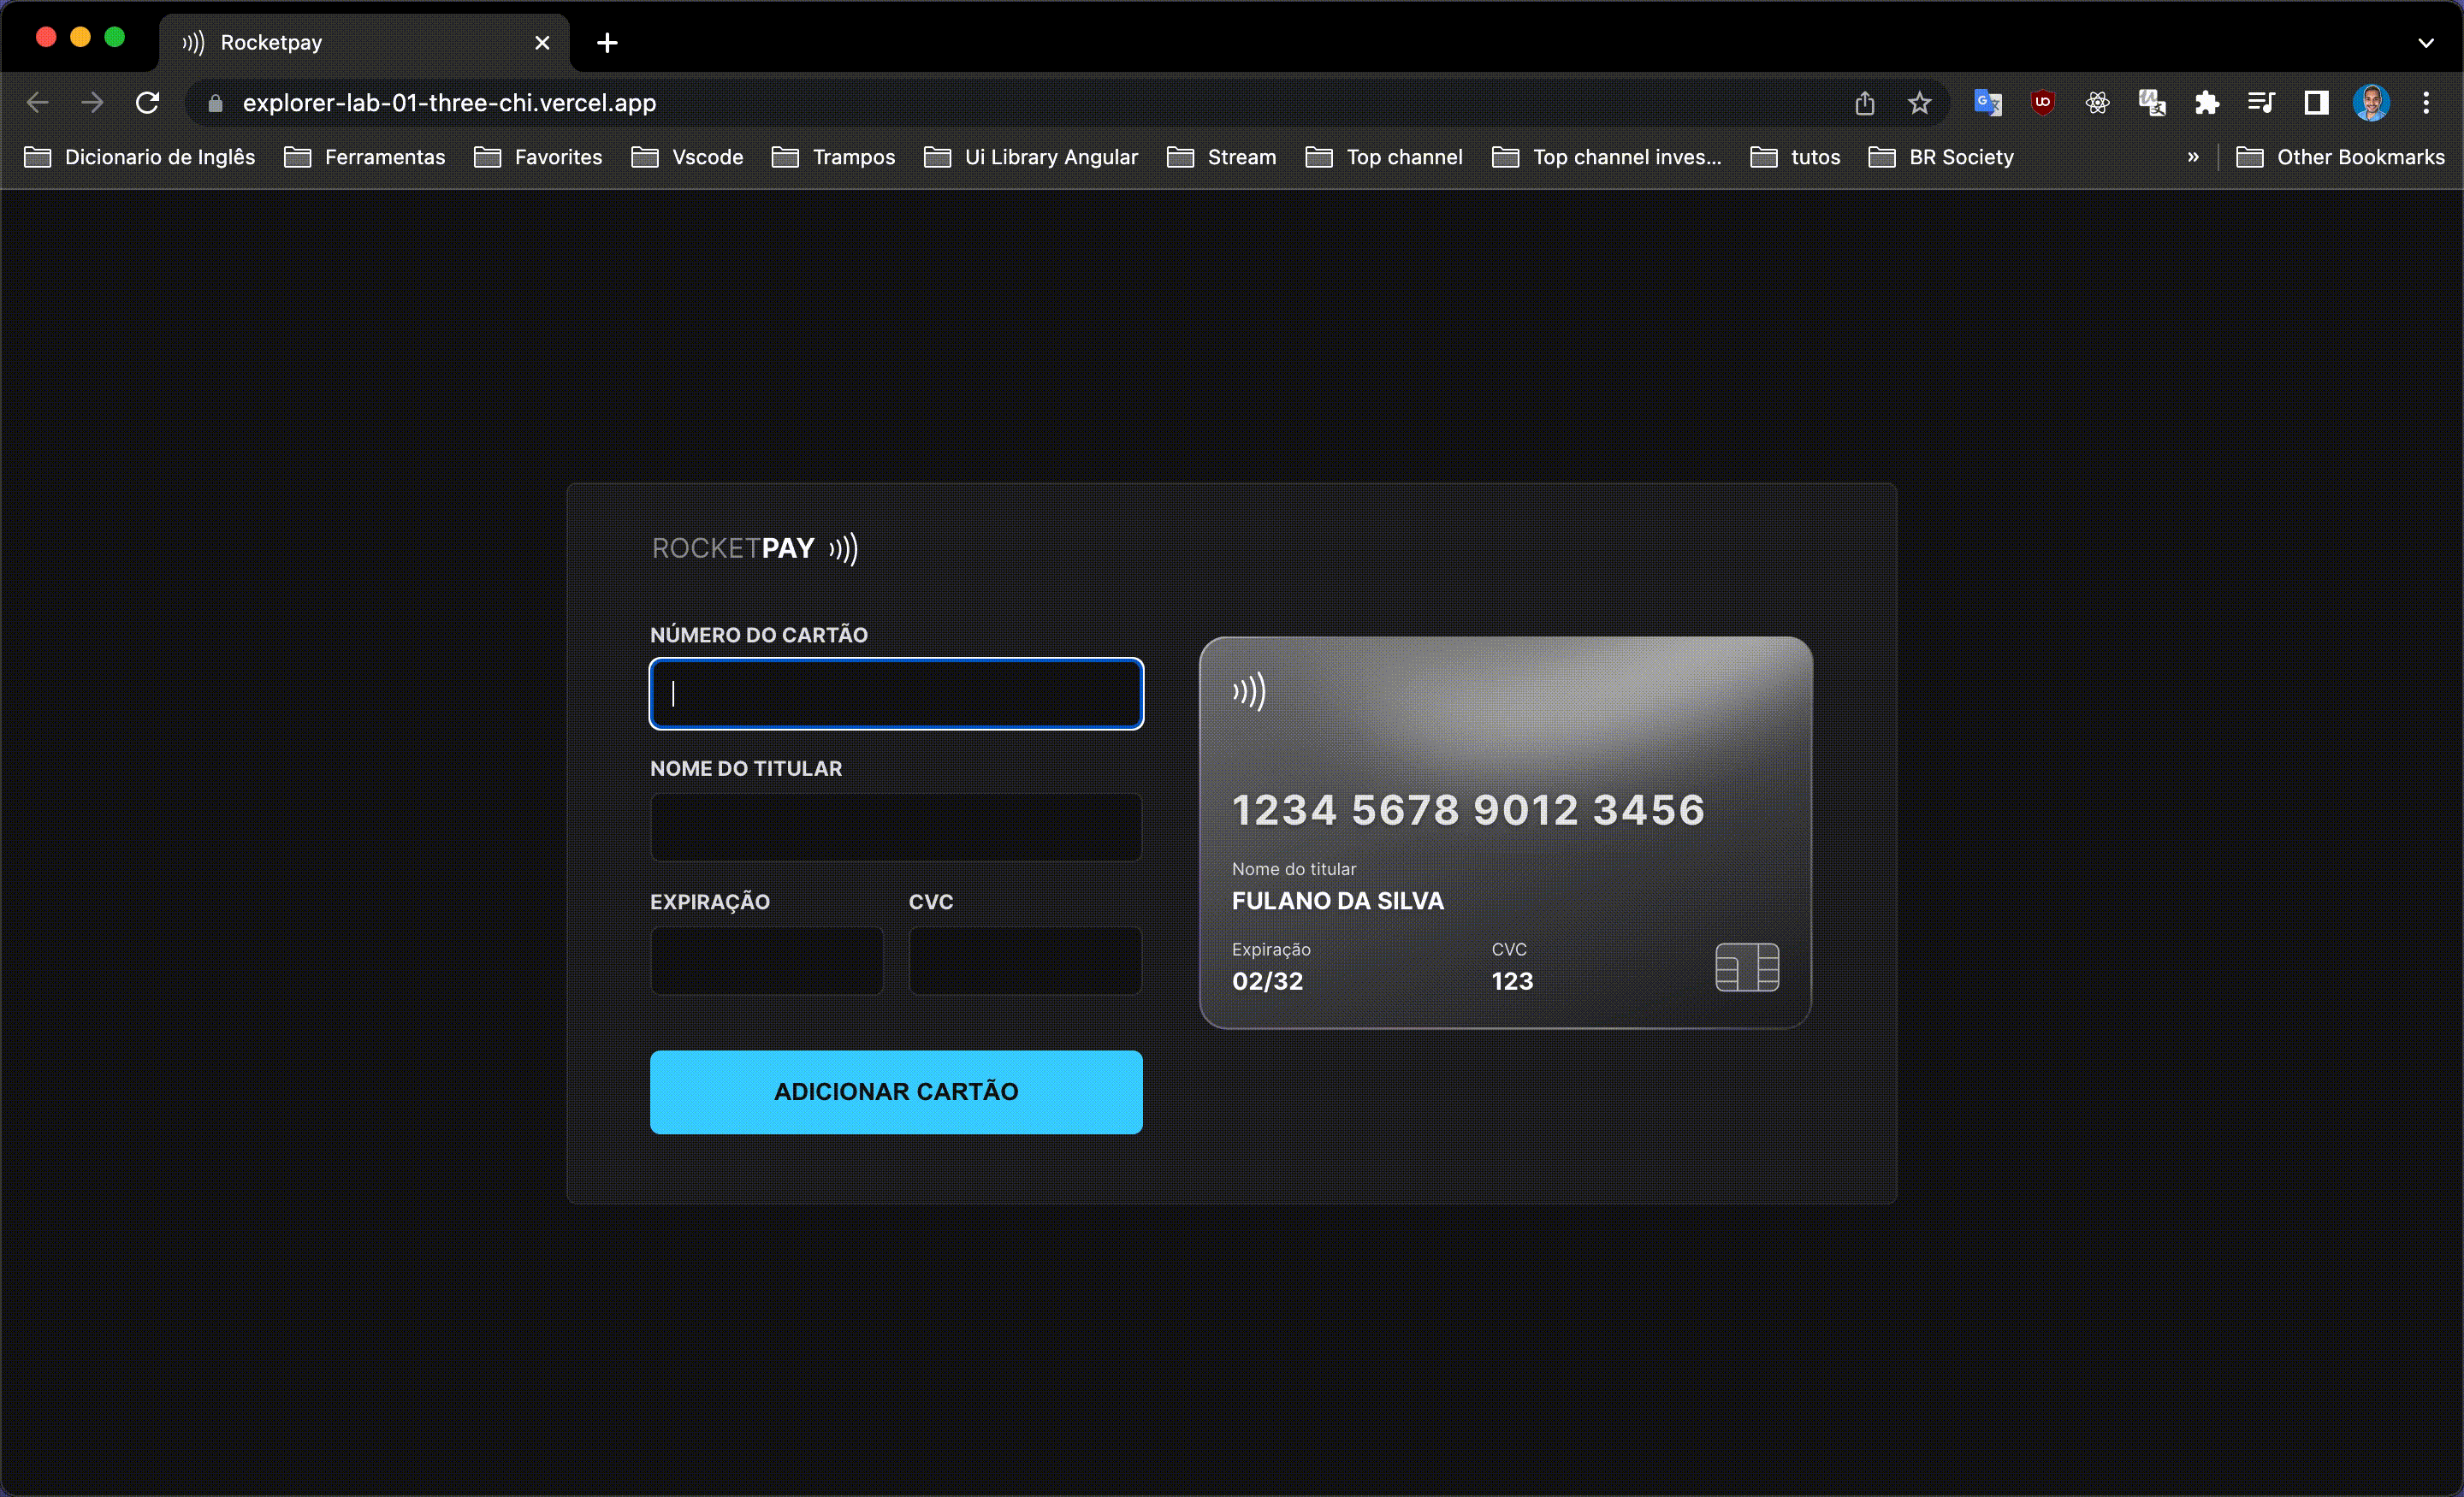 Rocketpay
explorer-lab-01-three-chi.vercel.app
Dicionario de Inglês Ferramentas Favorites Vscode Trampos Ui Library Angular Stream Top channel Top channel inves... tutos BR Society » Other Bookmarks
ROCKETPAY
NÚMERO DO CARTÃO
NOME DO TITULAR
EXPIRAÇÃO CVC
ADICIONAR CARTÃO
1234 5678 9012 3456
Nome do titular
FULANO DA SILVA
Expiração CVC
02/32 123